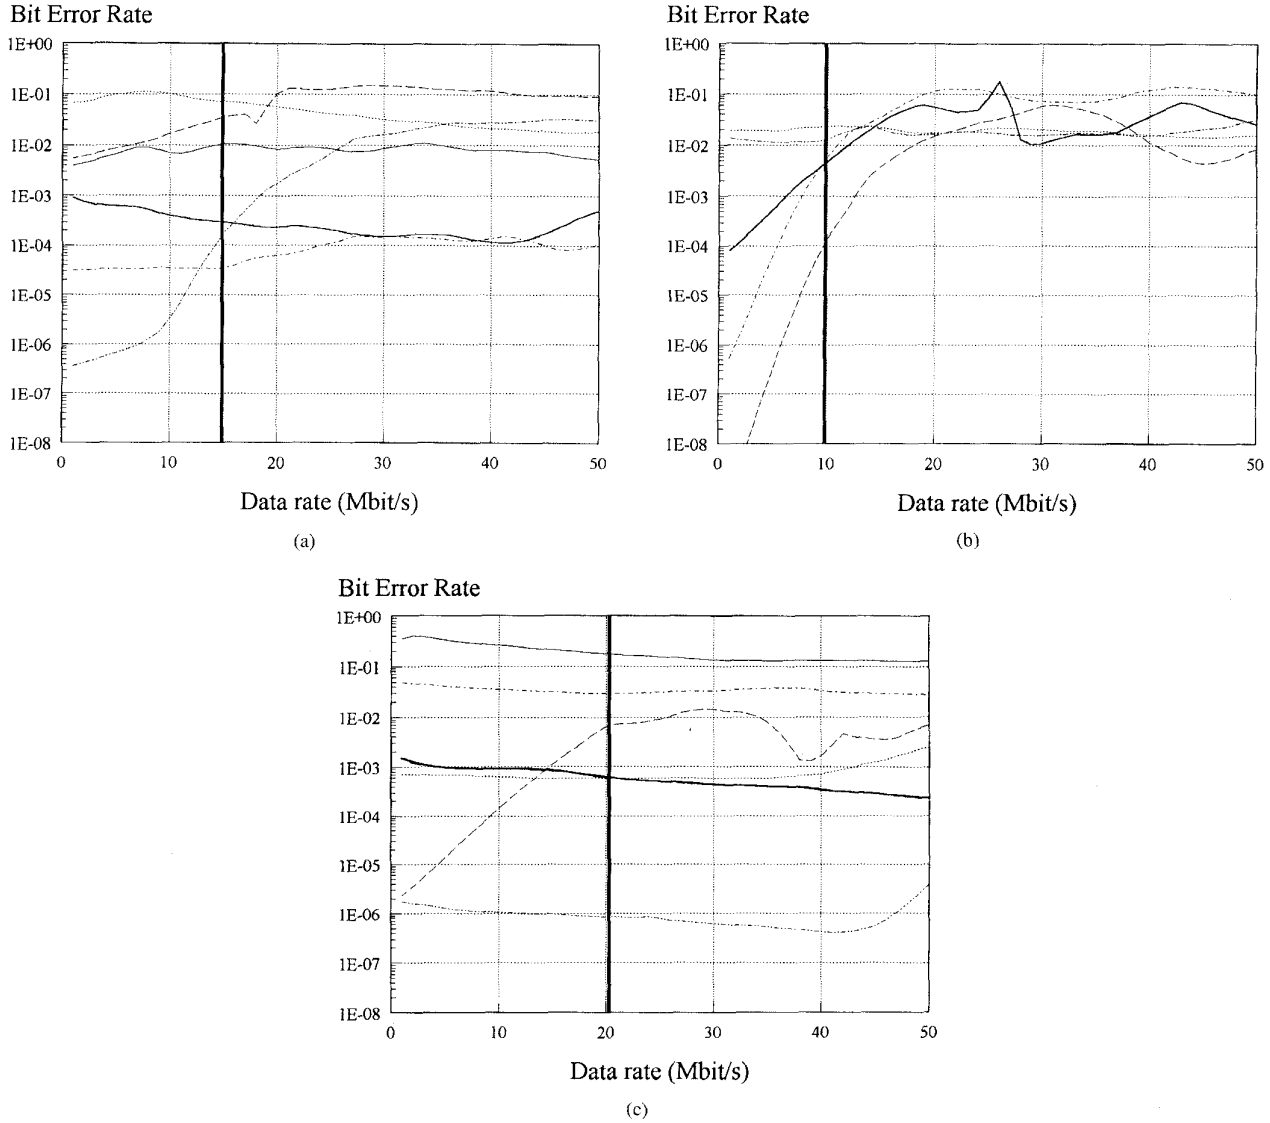 Bit Error Rate
1E+00
1E-01
1E-02
1E-03
1E-04
1E-05
1E-06
1E-07
1E-08
0 10 20 30 40 50
Data rate (Mbit/s)
(a)
Bit Error Rate
1E+00
1E-01
1E-02
1E-03
1E-04
1E-05
1E-06
1E-07
1E-08
0 10 20 30 40 50
Data rate (Mbit/s)
(b)
Bit Error Rate
1E+00
1E-01
1E-02
1E-03
1E-04
1E-05
1E-06
1E-07
1E-08
0 10 20 30 40 50
Data rate (Mbit/s)
(c)